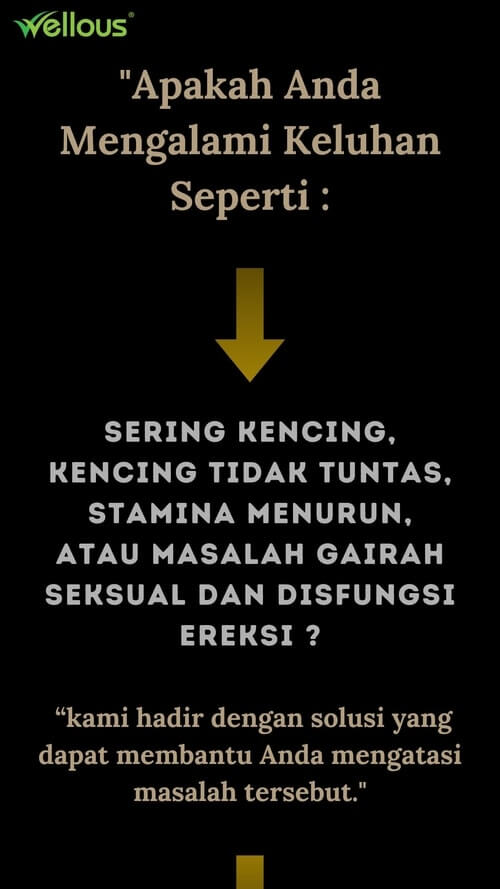 Wellous®
"Apakah Anda
Mengalami Keluhan
Seperti :
SERING KENCING,
KENCING TIDAK TUNTAS,
STAMINA MENURUN,
ATAU MASALAH GAIRAH
SEKSUAL DAN DISFUNGSI
EREKSI ?
“kami hadir dengan solusi yang
dapat membantu Anda mengatasi
masalah tersebut."